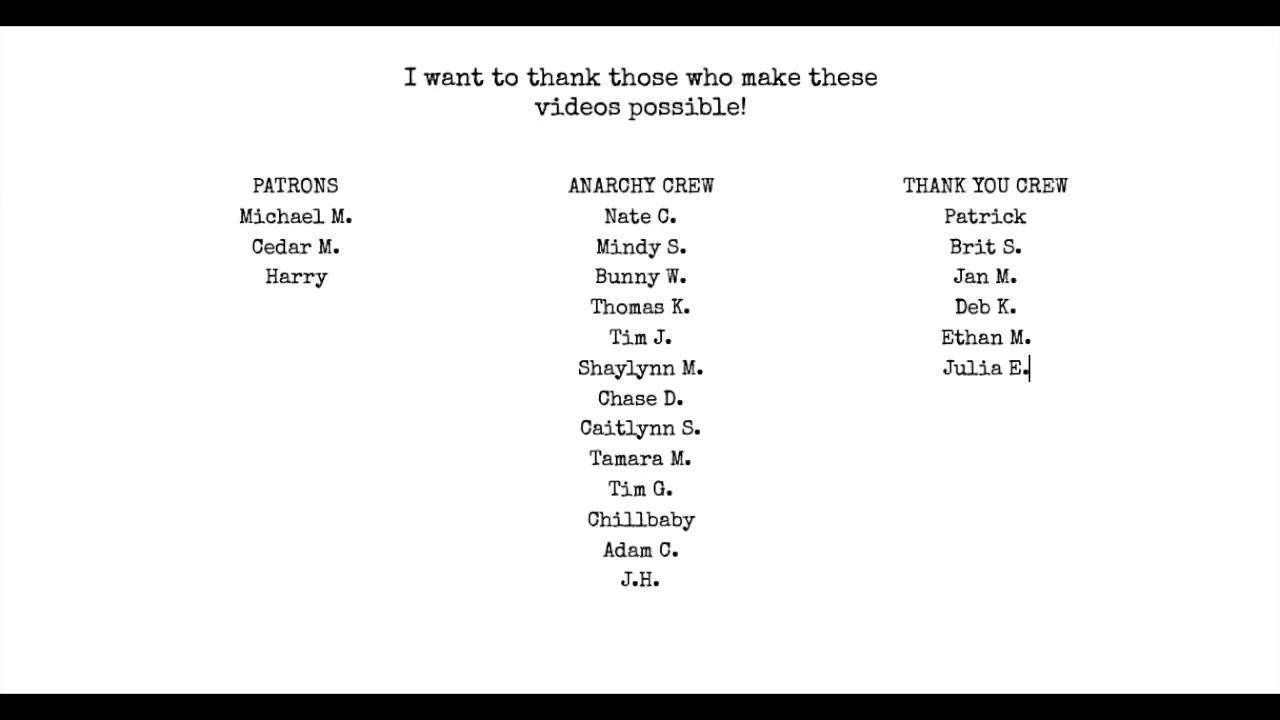 I want to thank those who make these
videos possible!
PATRONS
Michael M.
Cedar M.
Harry
ANARCHY CREW
Nate C.
Mindy S.
Bunny W.
Thomas K.
Tim J.
Shaylynn M.
Chase D.
Caitlynn S.
Tamara M.
Tim G.
Chillbaby
Adam C.
J.H.
THANK YOU CREW
Patrick
Brit S.
Jan M.
Deb K.
Ethan M.
Julia E.